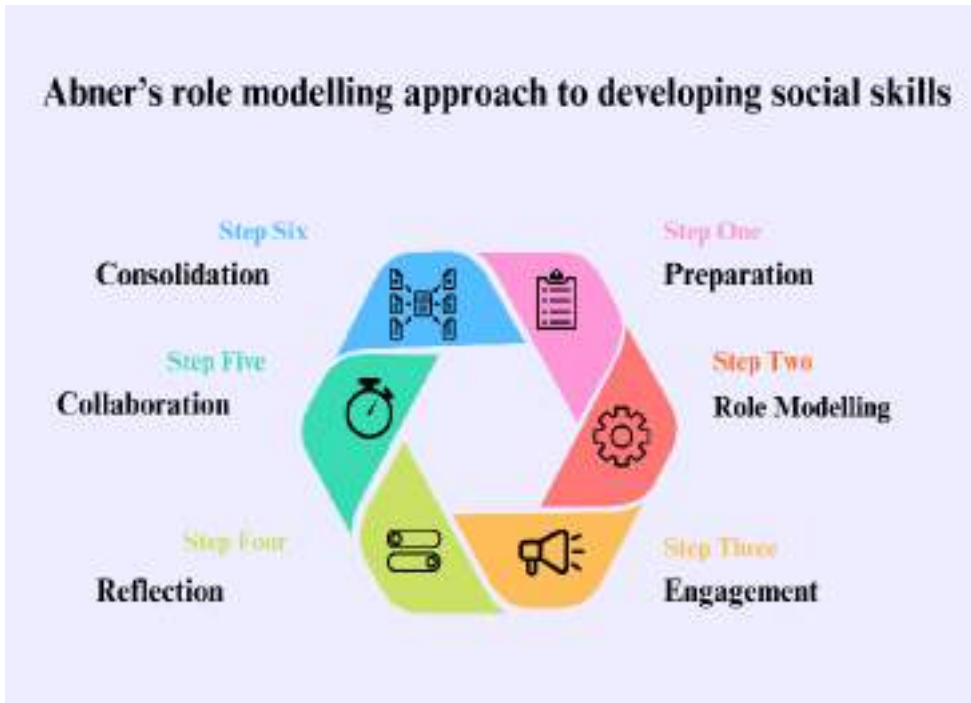 Abner's role modelling approach to developing social skills
Step One
Preparation
Step Two
Role Modelling
Step Three
Engagement
Step Four
Reflection
Step Five
Collaboration
Step Six
Consolidation